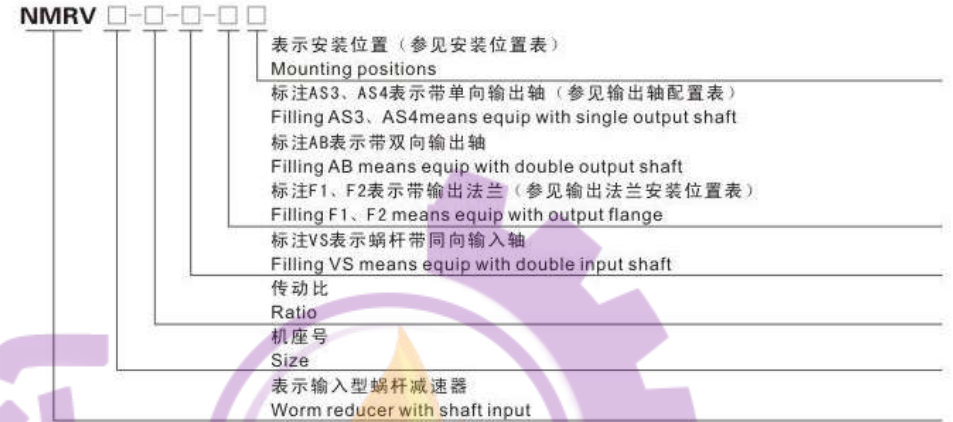 NMRV □-□-□-□ □
表示安装位置（参见安装位置表）
Mounting positions
标注AS3、AS4表示带单向输出轴（参见输出轴配置表）
Filling AS3、AS4means equip with single output shaft
标注AB表示带双向输出轴
Filling AB means equip with double output shaft
标注F1、F2表示带输出法兰（参见输出法兰安装位置表）
Filling F1、F2 means equip with output flange
标注VS表示蜗杆带同向输入轴
Filling VS means equip with double input shaft
传动比
Ratio
机座号
Size
表示输入型蜗杆减速器
Worm reducer with shaft input